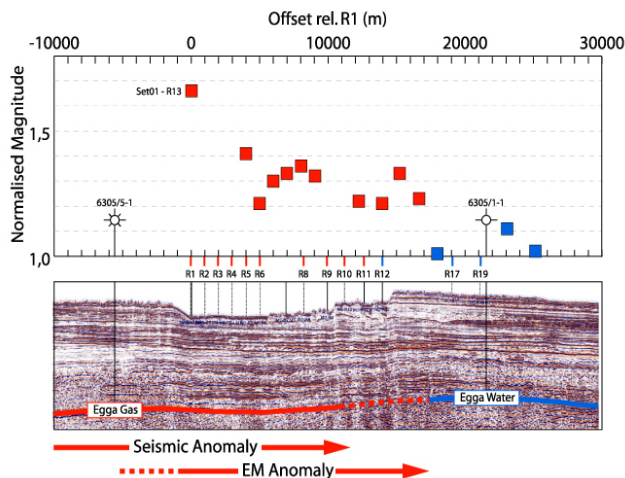 Offset rel. R1 (m)
-10000 0 10000 20000 30000
Normalised Magnitude
Set01 - R13
1,5
6305/5-1
6305/1-1
1,0
R1 R2 R3 R4 R5 R6 R8 R9 R10 R11 R12 R17 R19
Egga Gas
Egga Water
Seismic Anomaly
EM Anomaly